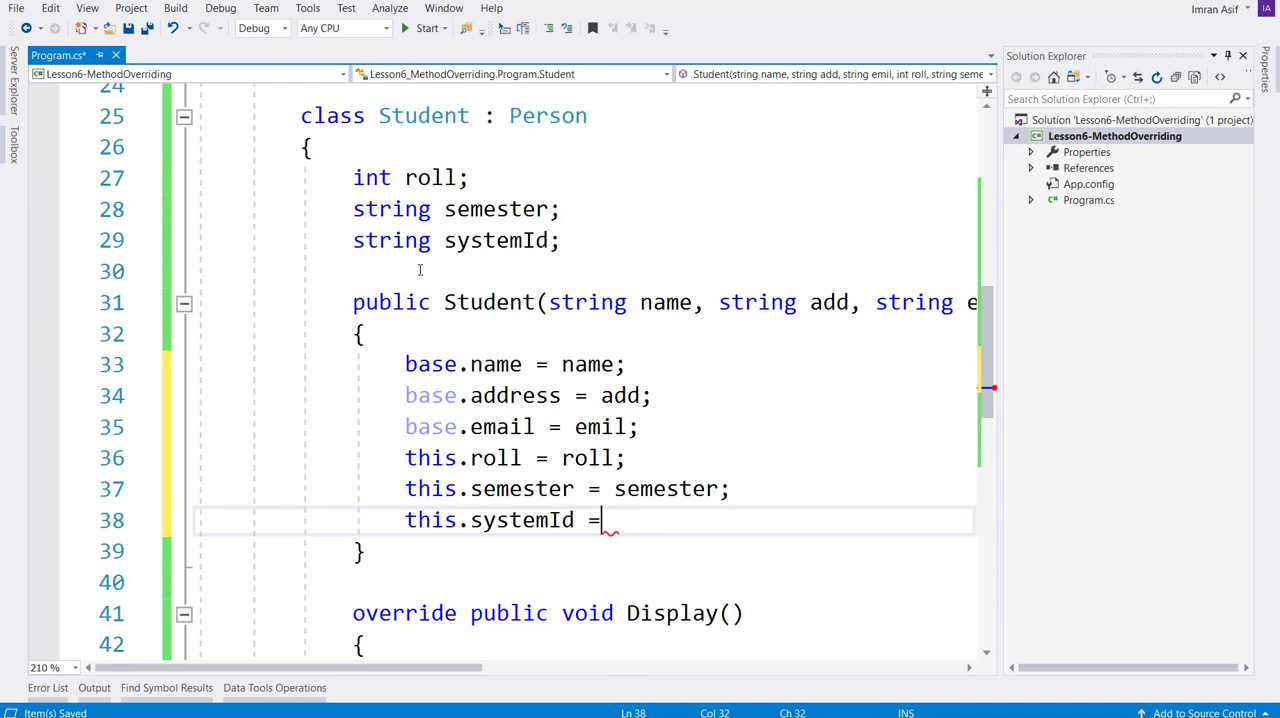 File Edit View Project Build Debug Team Tools Test Analyze Window Help Imran Asif IA
Debug Any CPU Start
Program.cs* Solution Explorer
Lesson6-MethodOverriding Lesson6_MethodOverriding.Program.Student Student(string name, string add, string emil, int roll, string seme
Search Solution Explorer (Ctrl+;)
Solution 'Lesson6-MethodOverriding' (1 project)
Lesson6-MethodOverriding
Properties
References
App.config
Program.cs
Server Explorer
Toolbox
Properties
24
25 class Student : Person
26 {
27 int roll;
28 string semester;
29 string systemId;
30
31 public Student(string name, string add, string e
32 {
33 base.name = name;
34 base.address = add;
35 base.email = emil;
36 this.roll = roll;
37 this.semester = semester;
38 this.systemId =
39 }
40
41 override public void Display()
42 {
210 %
Error List Output Find Symbol Results Data Tools Operations
Item(s) Saved Ln 38 Col 32 Ch 32 INS Add to Source Control